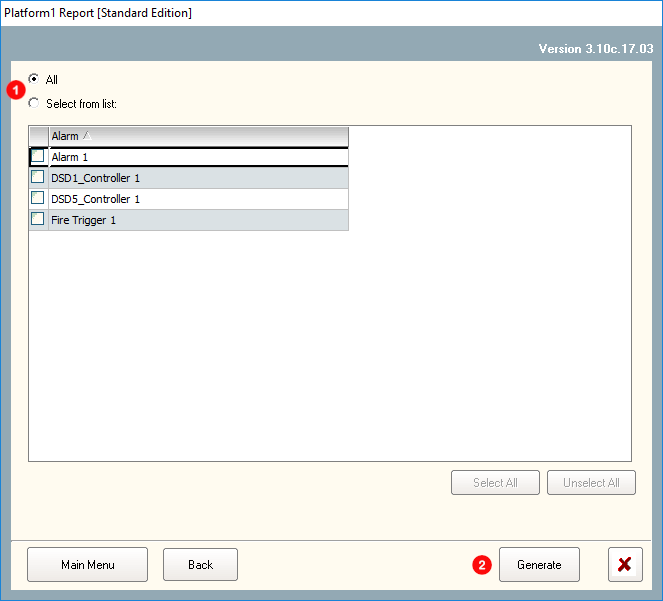 Platform1 Report [Standard Edition]
Version 3.10c.17.03
1
All
Select from list:
Alarm
Alarm 1
DSD1_Controller 1
DSD5_Controller 1
Fire Trigger 1
Select All Unselect All
Main Menu Back 2 Generate